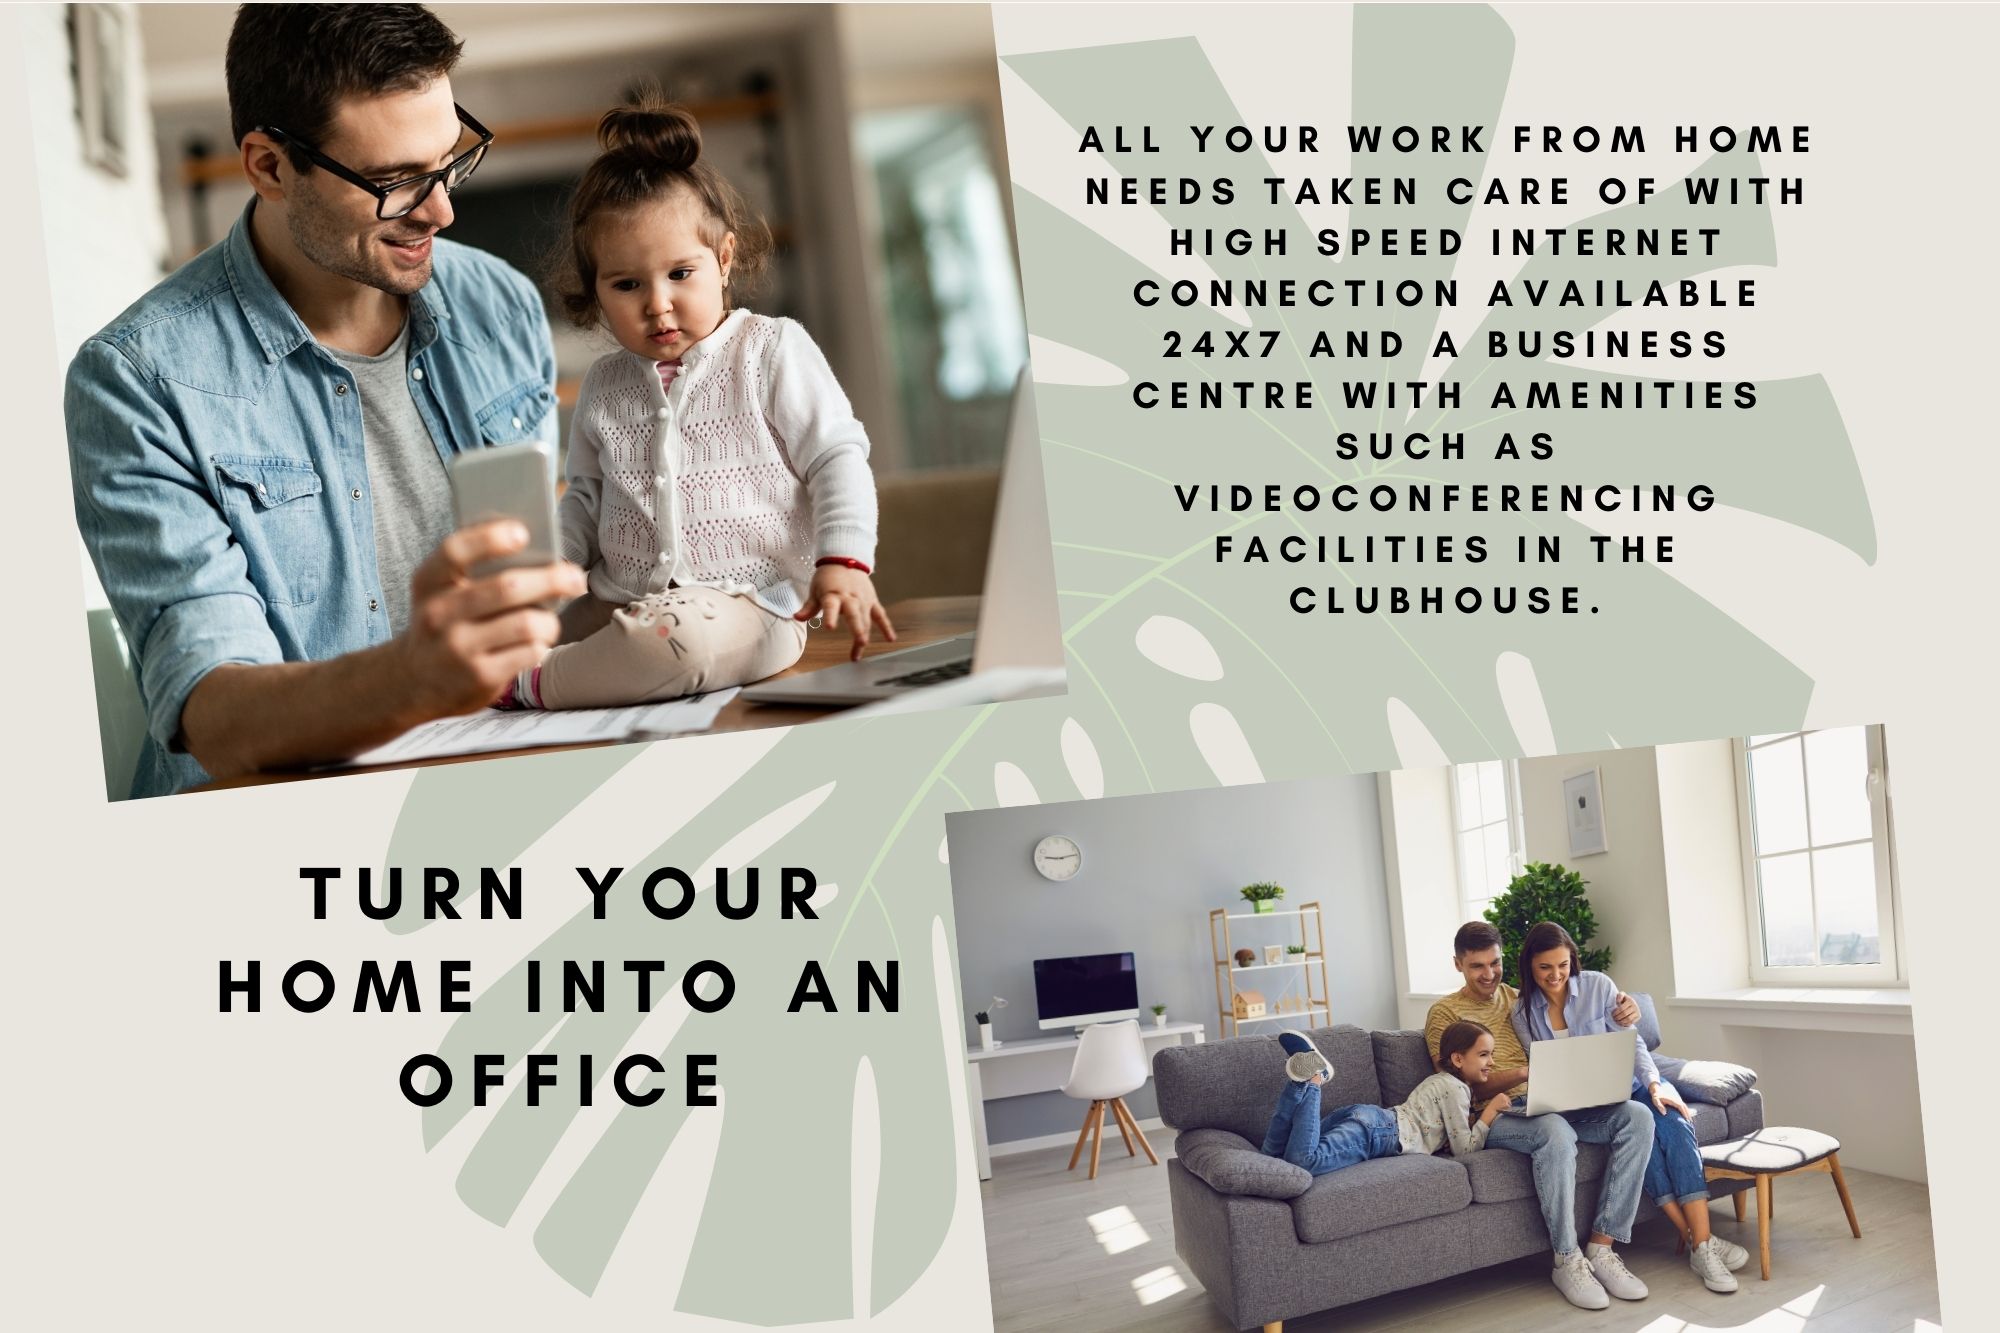 ALL YOUR WORK FROM HOME
NEEDS TAKEN CARE OF WITH
HIGH SPEED INTERNET
CONNECTION AVAILABLE
24X7 AND A BUSINESS
CENTRE WITH AMENITIES
SUCH AS
VIDEOCONFERENCING
FACILITIES IN THE
CLUBHOUSE.
TURN YOUR
HOME INTO AN
OFFICE